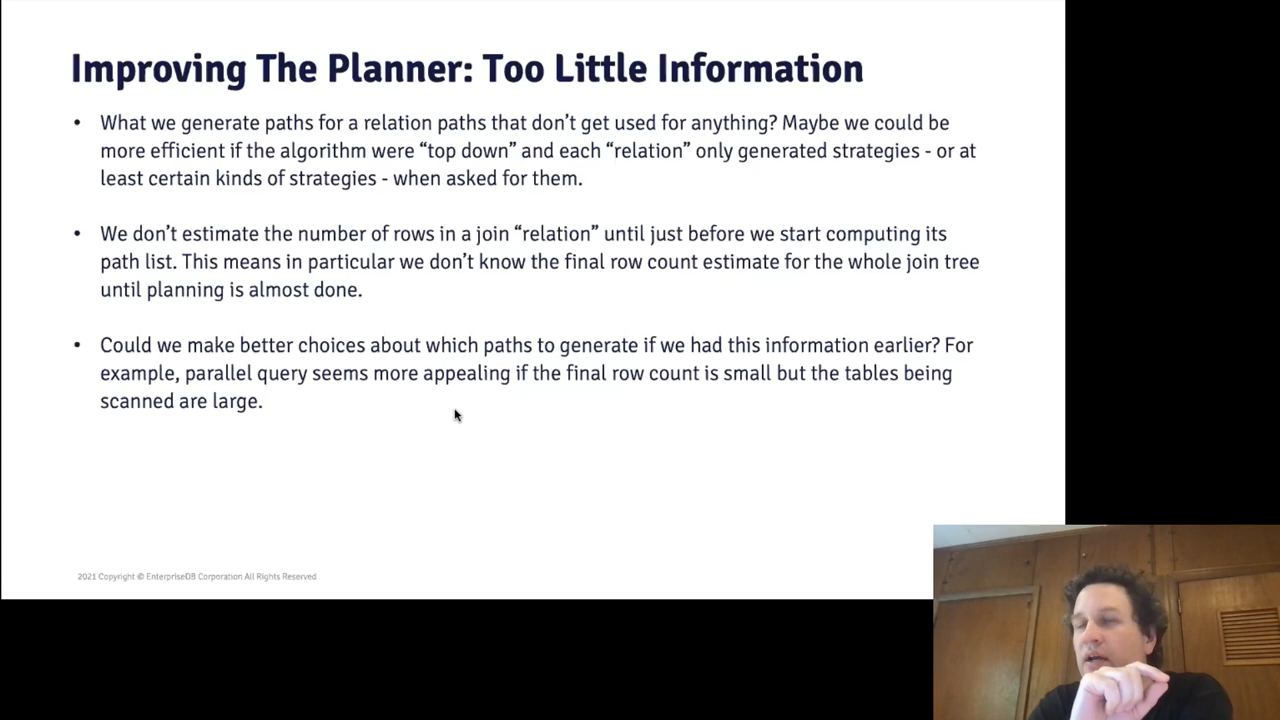 Improving The Planner: Too Little Information
• What we generate paths for a relation paths that don't get used for anything? Maybe we could be
more efficient if the algorithm were “top down” and each “relation” only generated strategies - or at
least certain kinds of strategies - when asked for them.
• We don't estimate the number of rows in a join “relation” until just before we start computing its
path list. This means in particular we don't know the final row count estimate for the whole join tree
until planning is almost done.
• Could we make better choices about which paths to generate if we had this information earlier? For
example, parallel query seems more appealing if the final row count is small but the tables being
scanned are large.
2021 Copyright © EnterpriseDB Corporation All Rights Reserved